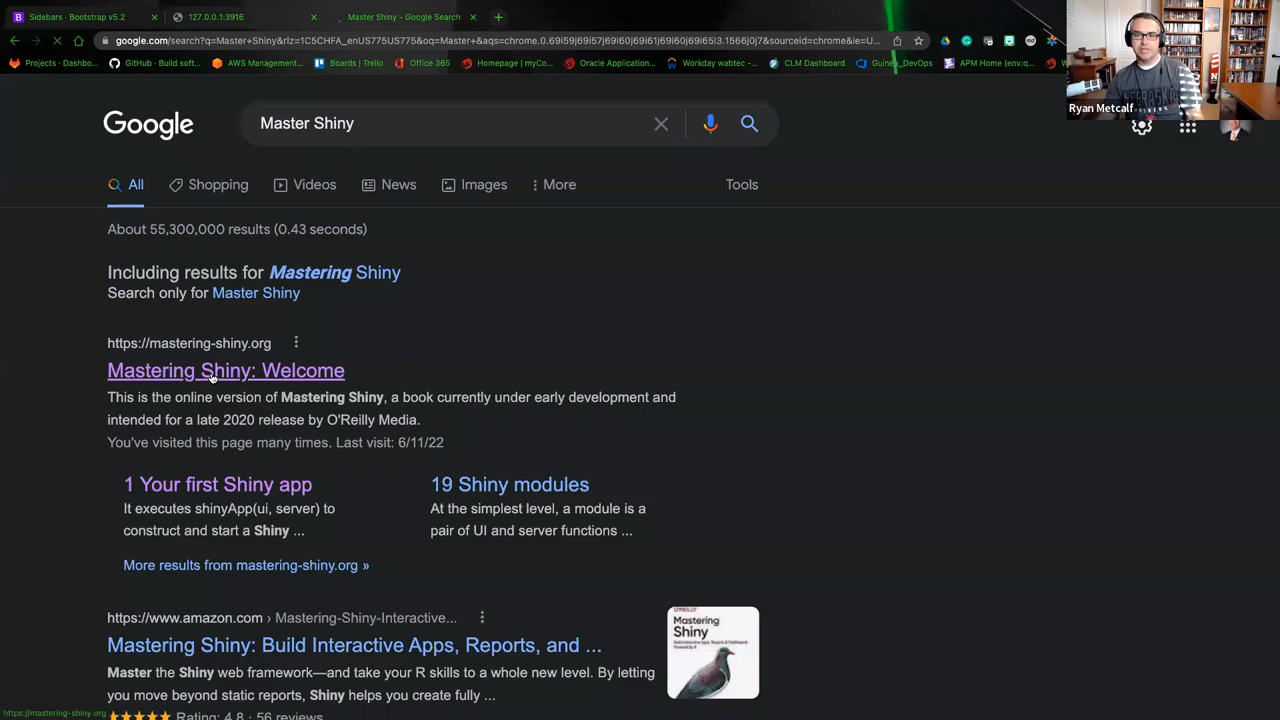 Sidebars - Bootstrap v5.2
127.0.0.1:3916
Master Shiny - Google Search
google.com/search?q=Master+Shiny&rlz=1C5CHFA_enUS775US775&oq=Master+Shiny&aqs=chrome.0.69i59j69i57j69i60j69i61j69i60j69i65l3.1566j0j7&sourceid=chrome&ie=U...
Projects · Dashbo...
GitHub · Build soft...
AWS Management...
Boards | Trello
Office 365
Homepage | myCo...
Oracle Application...
Workday wabtec -...
CLM Dashboard
Guinea_DevOps
APM Home (env:q...
Ryan Metcalf
Google
Master Shiny
All
Shopping
Videos
News
Images
More
Tools
About 55,300,000 results (0.43 seconds)
Including results for Mastering Shiny
Search only for Master Shiny
https://mastering-shiny.org
Mastering Shiny: Welcome
This is the online version of Mastering Shiny, a book currently under early development and
intended for a late 2020 release by O'Reilly Media.
You've visited this page many times. Last visit: 6/11/22
1 Your first Shiny app
It executes shinyApp(ui, server) to
construct and start a Shiny ...
19 Shiny modules
At the simplest level, a module is a
pair of UI and server functions ...
More results from mastering-shiny.org »
https://www.amazon.com › Mastering-Shiny-Interactive...
Mastering Shiny: Build Interactive Apps, Reports, and ...
Master the Shiny web framework—and take your R skills to a whole new level. By letting
you move beyond static reports, Shiny helps you create fully ...
O'REILLY
Mastering
Shiny
Rating: 4.8 · 56 reviews
https://mastering-shiny.org